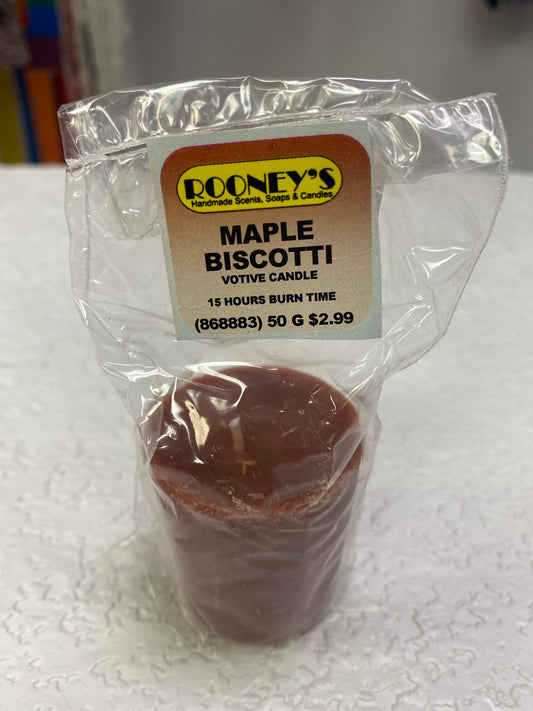 ROONEY'S
Handmade Scents, Soaps & Candles
MAPLE
BISCOTTI
VOTIVE CANDLE
15 HOURS BURN TIME
(868883) 50 G $2.99